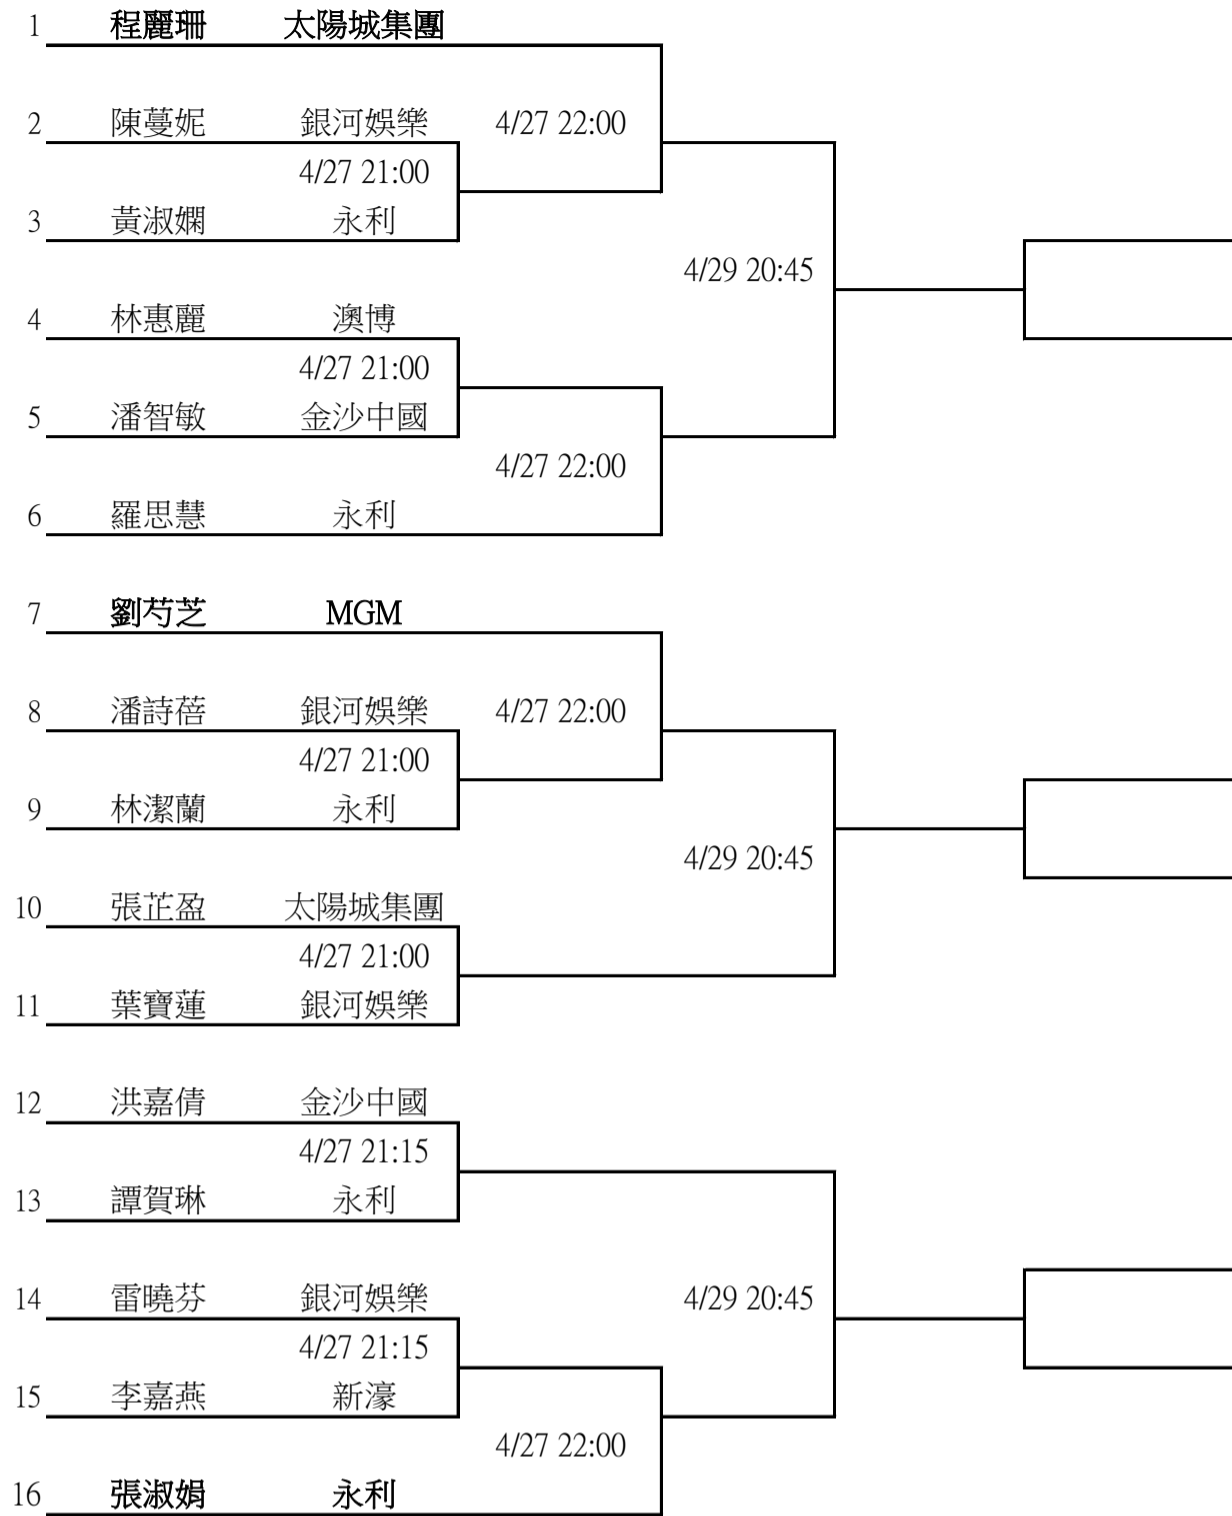 1 程麗珊 太陽城集團
2 陳蔓妮 銀河娛樂 4/27 22:00
4/27 21:00
3 黃淑嫻 永利
4/29 20:45
4 林惠麗 澳博
4/27 21:00
5 潘智敏 金沙中國
4/27 22:00
6 羅思慧 永利
7 劉芍芝 MGM
8 潘詩蓓 銀河娛樂 4/27 22:00
4/27 21:00
9 林潔蘭 永利
4/29 20:45
10 張芷盈 太陽城集團
4/27 21:00
11 葉寶蓮 銀河娛樂
12 洪嘉倩 金沙中國
4/27 21:15
13 譚賀琳 永利
14 雷曉芬 銀河娛樂 4/29 20:45
4/27 21:15
15 李嘉燕 新濠
4/27 22:00
16 張淑娟 永利